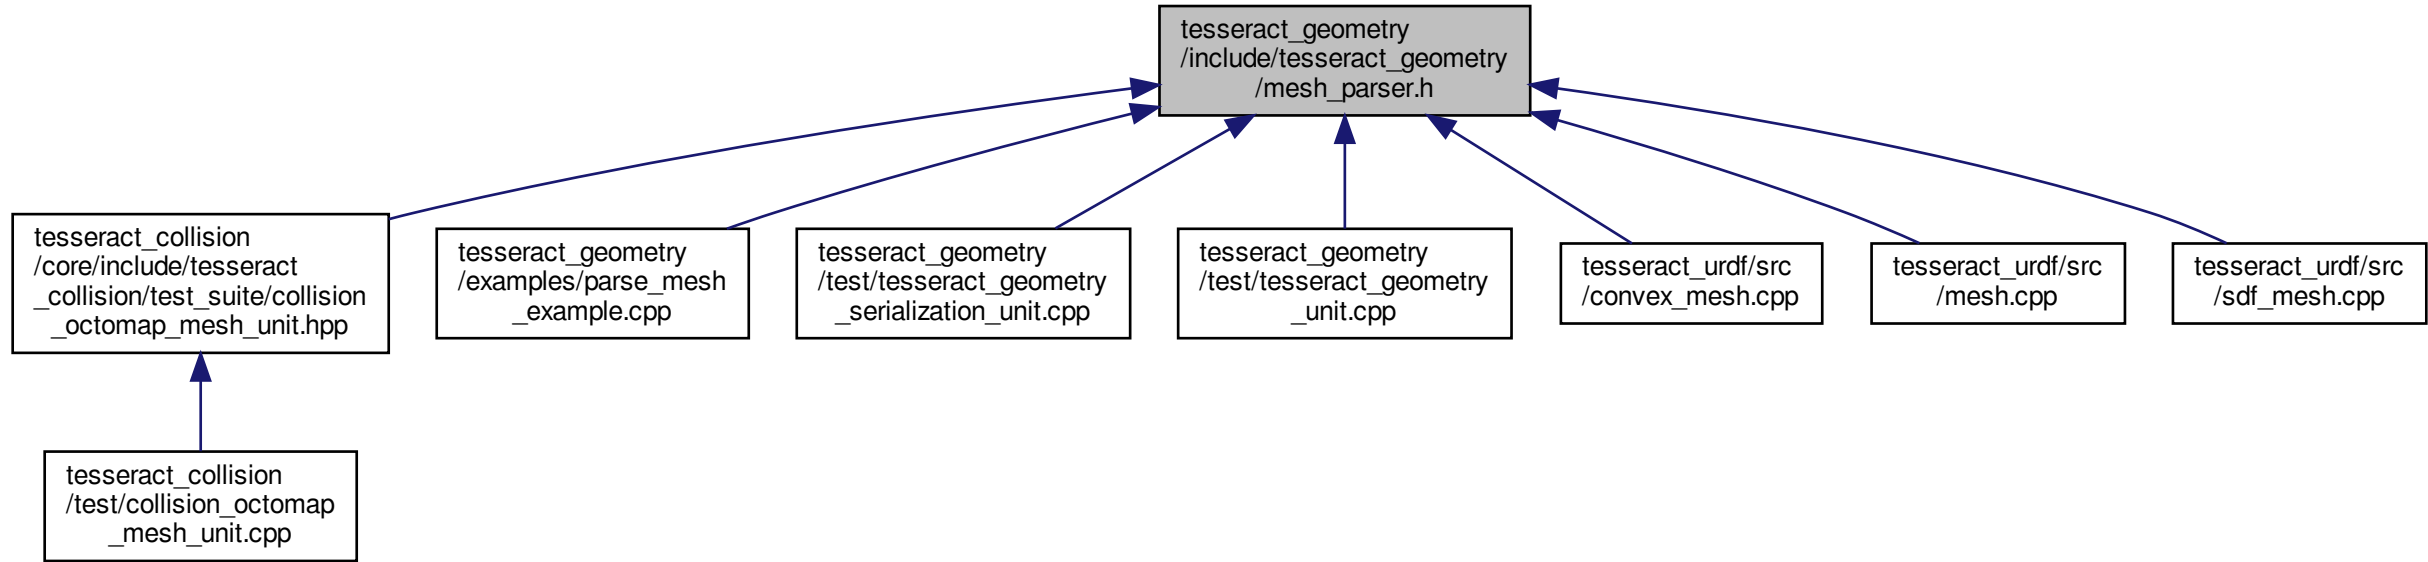 tesseract_geometry
/include/tesseract_geometry
/mesh_parser.h
tesseract_collision
/core/include/tesseract
_collision/test_suite/collision
_octomap_mesh_unit.hpp
tesseract_geometry
/examples/parse_mesh
_example.cpp
tesseract_geometry
/test/tesseract_geometry
_serialization_unit.cpp
tesseract_geometry
/test/tesseract_geometry
_unit.cpp
tesseract_urdf/src
/convex_mesh.cpp
tesseract_urdf/src
/mesh.cpp
tesseract_urdf/src
/sdf_mesh.cpp
tesseract_collision
/test/collision_octomap
_mesh_unit.cpp